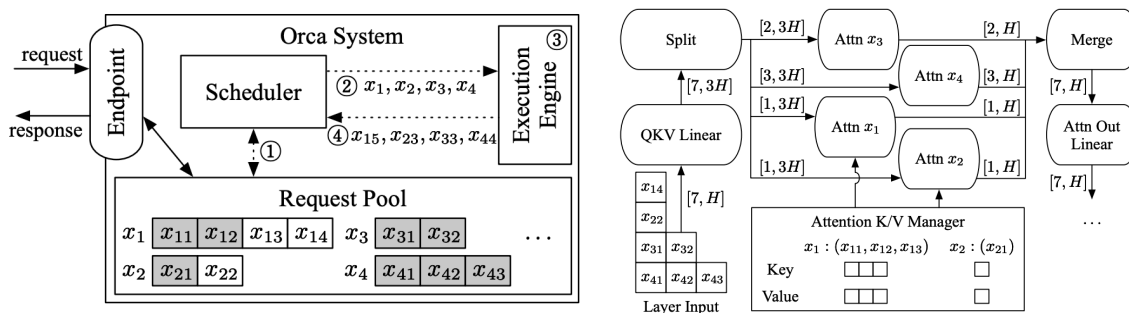 Orca System
request
response
Endpoint
Scheduler
② x₁, x₂, x₃, x₄
④ x₁₅, x₂₃, x₃₃, x₄₄
③
Execution
Engine
①
Request Pool
x₁ x₁₁ x₁₂ x₁₃ x₁₄ x₃ x₃₁ x₃₂ ...
x₂ x₂₁ x₂₂ x₄ x₄₁ x₄₂ x₄₃
Split
[2, 3H]
Attn x₃
[2, H]
Merge
[3, 3H]
Attn x₄
[3, H]
[7, 3H]
[7, H]
[1, 3H]
Attn x₁
[1, H]
QKV Linear
Attn Out
Linear
[1, 3H]
Attn x₂
[1, H]
[7, H]
[7, H]
...
x₁₄
x₂₂
x₃₁ x₃₂
x₄₁ x₄₂ x₄₃
Layer Input
Attention K/V Manager
x₁ : (x₁₁, x₁₂, x₁₃) x₂ : (x₂₁)
Key
Value